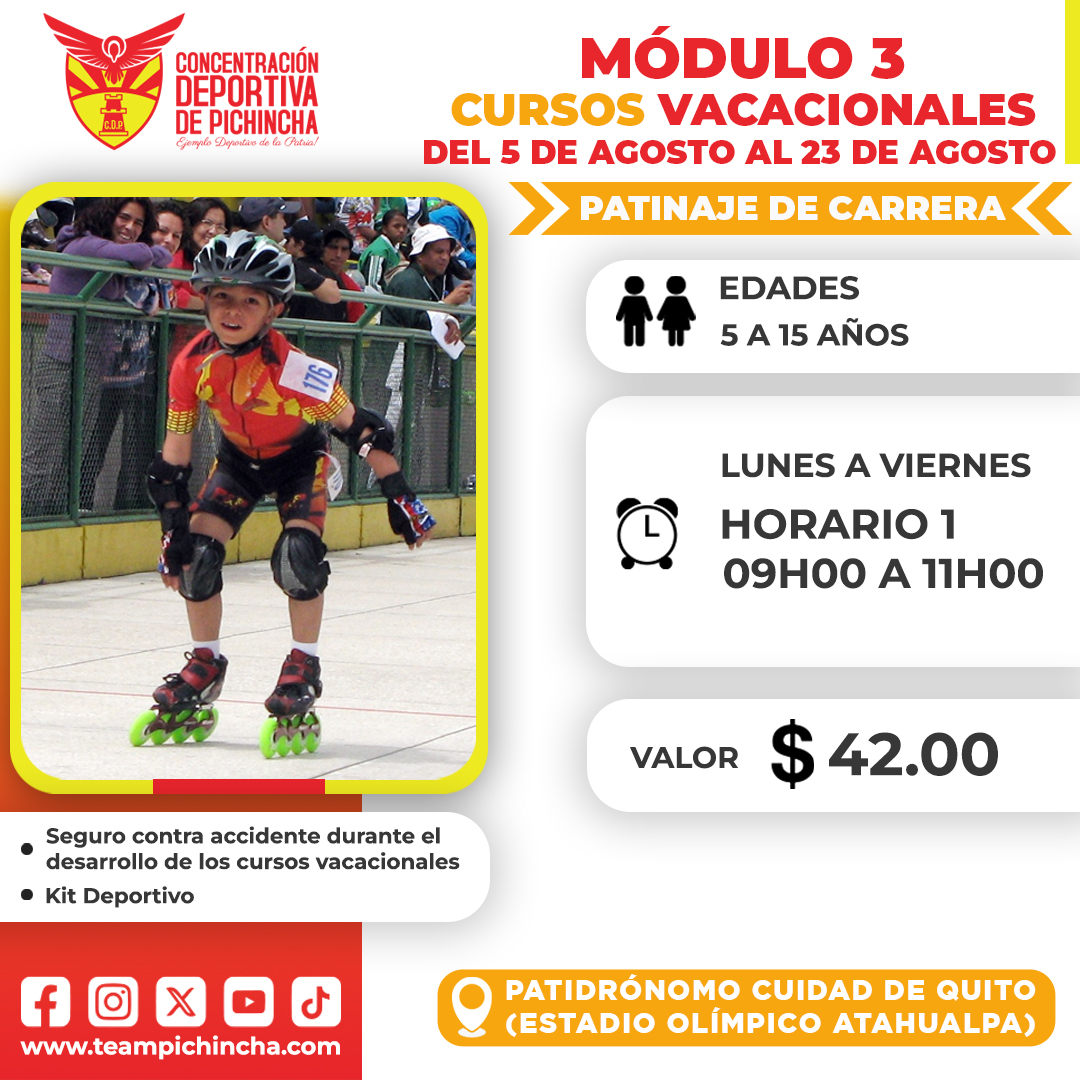 CONCENTRACIÓN
DEPORTIVA
DE PICHINCHA
Ejemplo Deportivo de la Patria!
C.D.P.
MÓDULO 3
CURSOS VACACIONALES
DEL 5 DE AGOSTO AL 23 DE AGOSTO
PATINAJE DE CARRERA
EDADES
5 A 15 AÑOS
LUNES A VIERNES
HORARIO 1
09H00 A 11H00
VALOR $ 42.00
176
Seguro contra accidente durante el
desarrollo de los cursos vacacionales
Kit Deportivo
www.teampichincha.com
PATIDRÓNOMO CUIDAD DE QUITO
(ESTADIO OLÍMPICO ATAHUALPA)